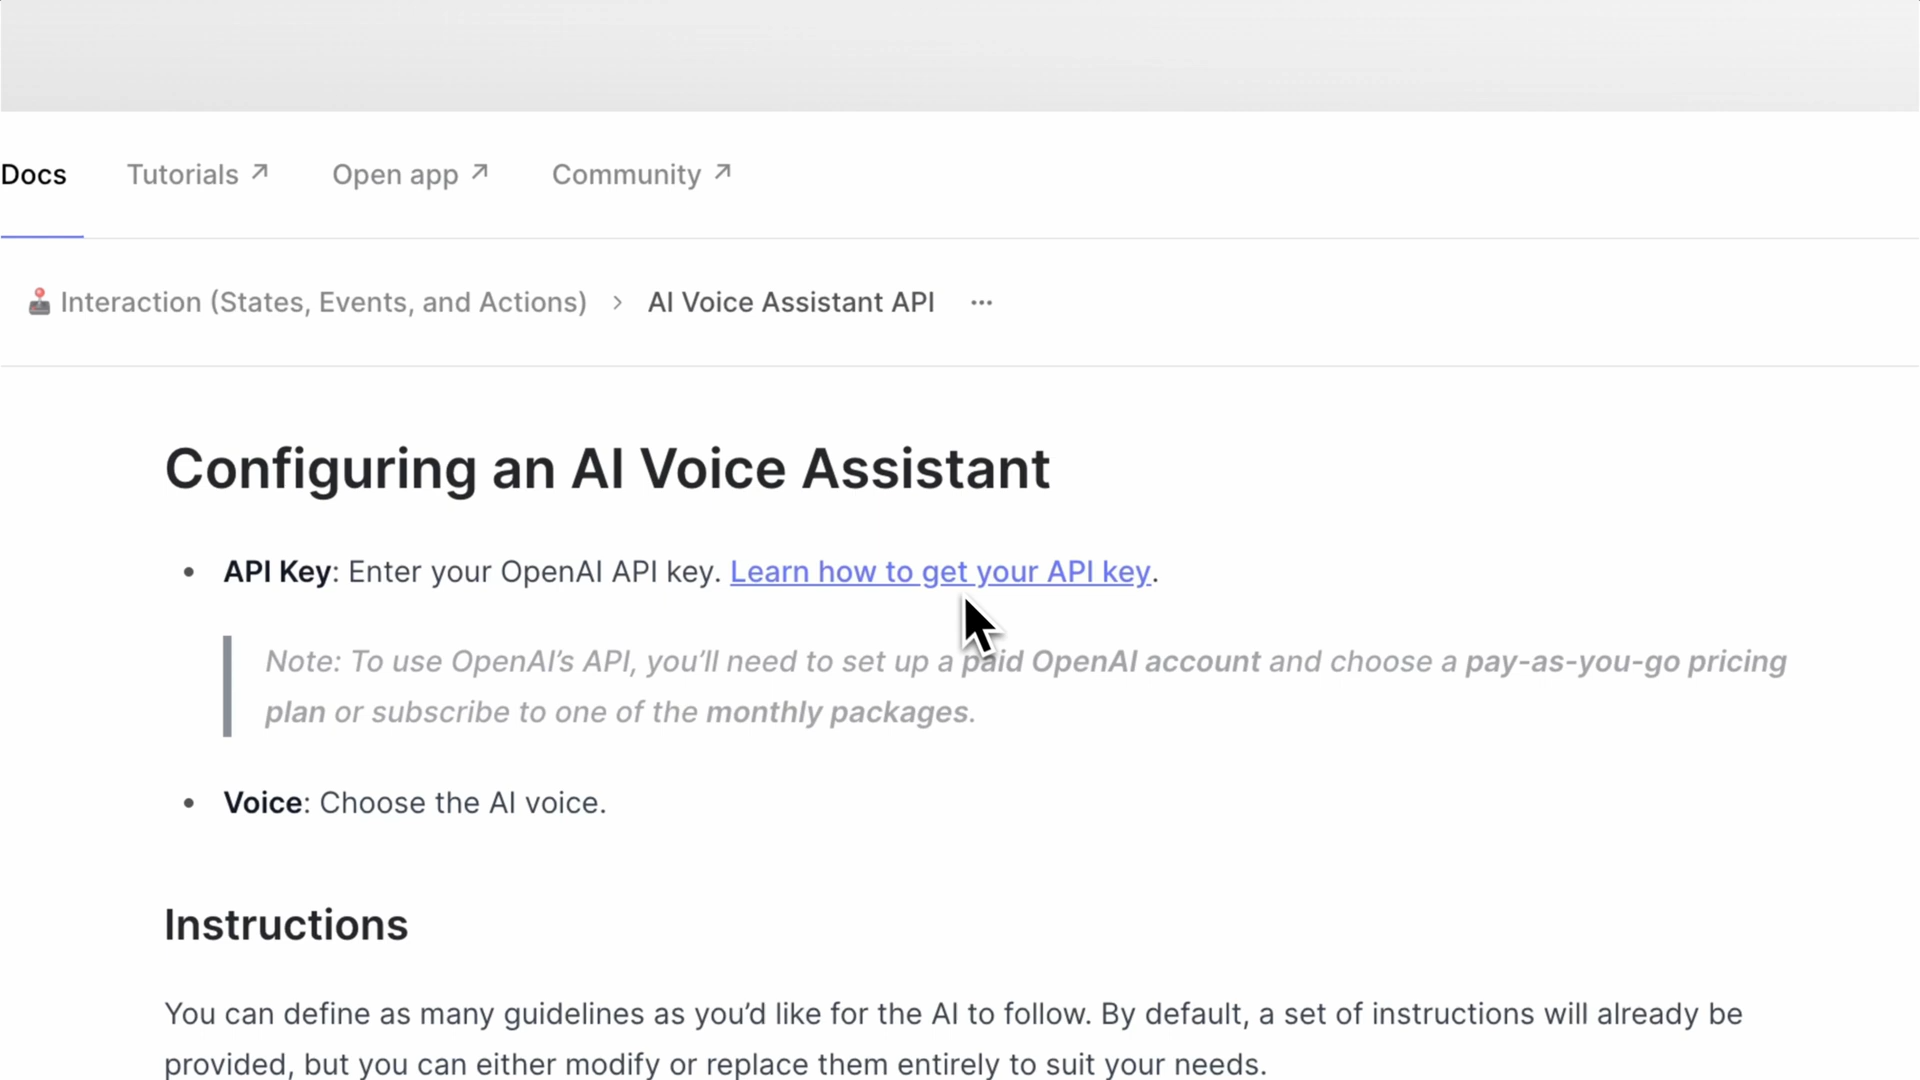 Docs Tutorials ↗ Open app ↗ Community ↗
Interaction (States, Events, and Actions) > AI Voice Assistant API ···
Configuring an AI Voice Assistant
• API Key: Enter your OpenAI API key. Learn how to get your API key.
Note: To use OpenAI’s API, you’ll need to set up a paid OpenAI account and choose a pay-as-you-go pricing
plan or subscribe to one of the monthly packages.
• Voice: Choose the AI voice.
Instructions
You can define as many guidelines as you’d like for the AI to follow. By default, a set of instructions will already be
provided, but you can either modify or replace them entirely to suit your needs.